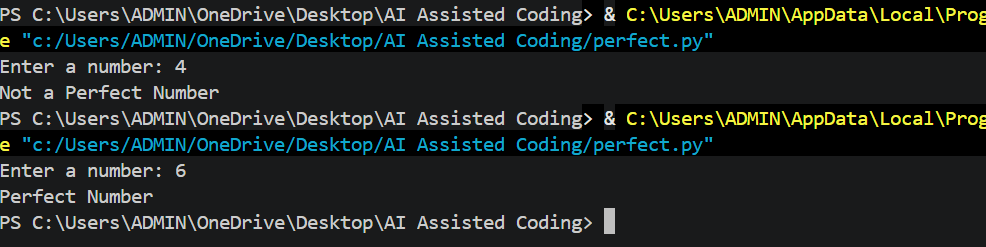 PS C:\Users\ADMIN\OneDrive\Desktop\AI Assisted Coding> & C:\Users\ADMIN\AppData\Local\Prog
e "c:/Users/ADMIN/OneDrive/Desktop/AI Assisted Coding/perfect.py"
Enter a number: 4
Not a Perfect Number
PS C:\Users\ADMIN\OneDrive\Desktop\AI Assisted Coding> & C:\Users\ADMIN\AppData\Local\Prog
e "c:/Users/ADMIN/OneDrive/Desktop/AI Assisted Coding/perfect.py"
Enter a number: 6
Perfect Number
PS C:\Users\ADMIN\OneDrive\Desktop\AI Assisted Coding>